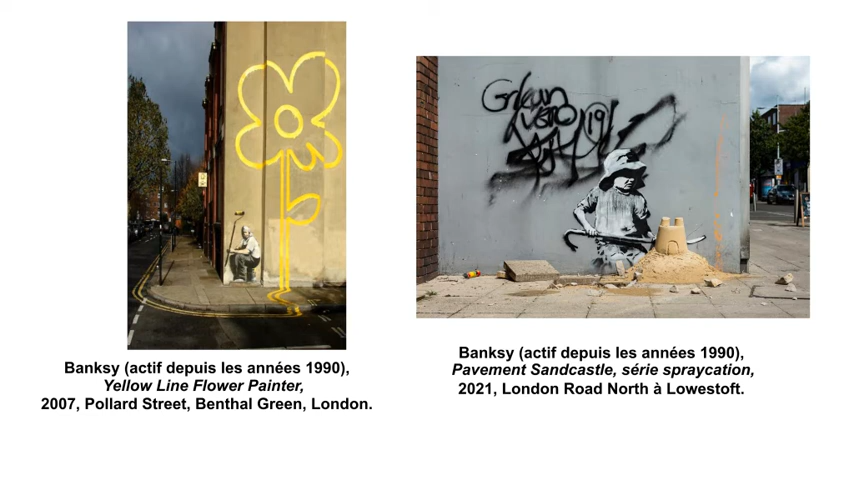 Banksy (actif depuis les années 1990),
Yellow Line Flower Painter,
2007, Pollard Street, Benthal Green, London.
Banksy (actif depuis les années 1990),
Pavement Sandcastle, série spraycation,
2021, London Road North à Lowestoft.